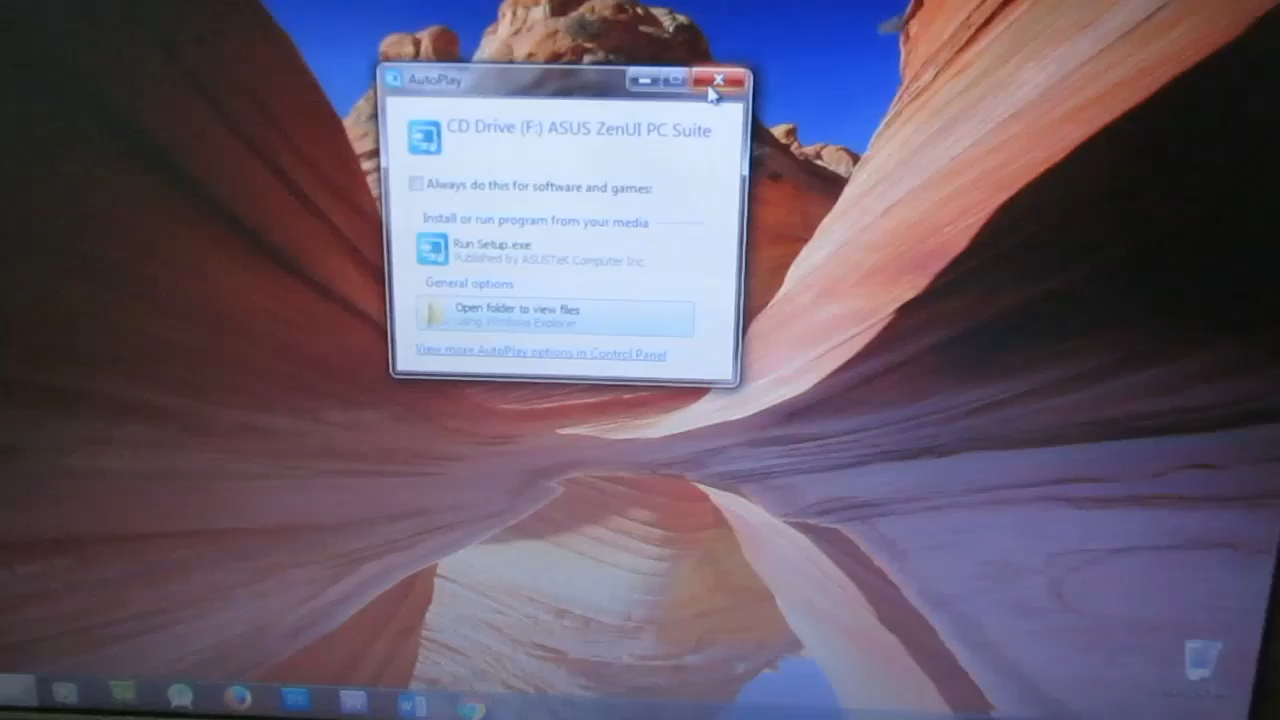 AutoPlay
CD Drive (F:) ASUS ZenUI PC Suite
Always do this for software and games:
Install or run program from your media
Run Setup.exe
Published by ASUSTeK Computer Inc.
General options
Open folder to view files
using Windows Explorer
View more AutoPlay options in Control Panel